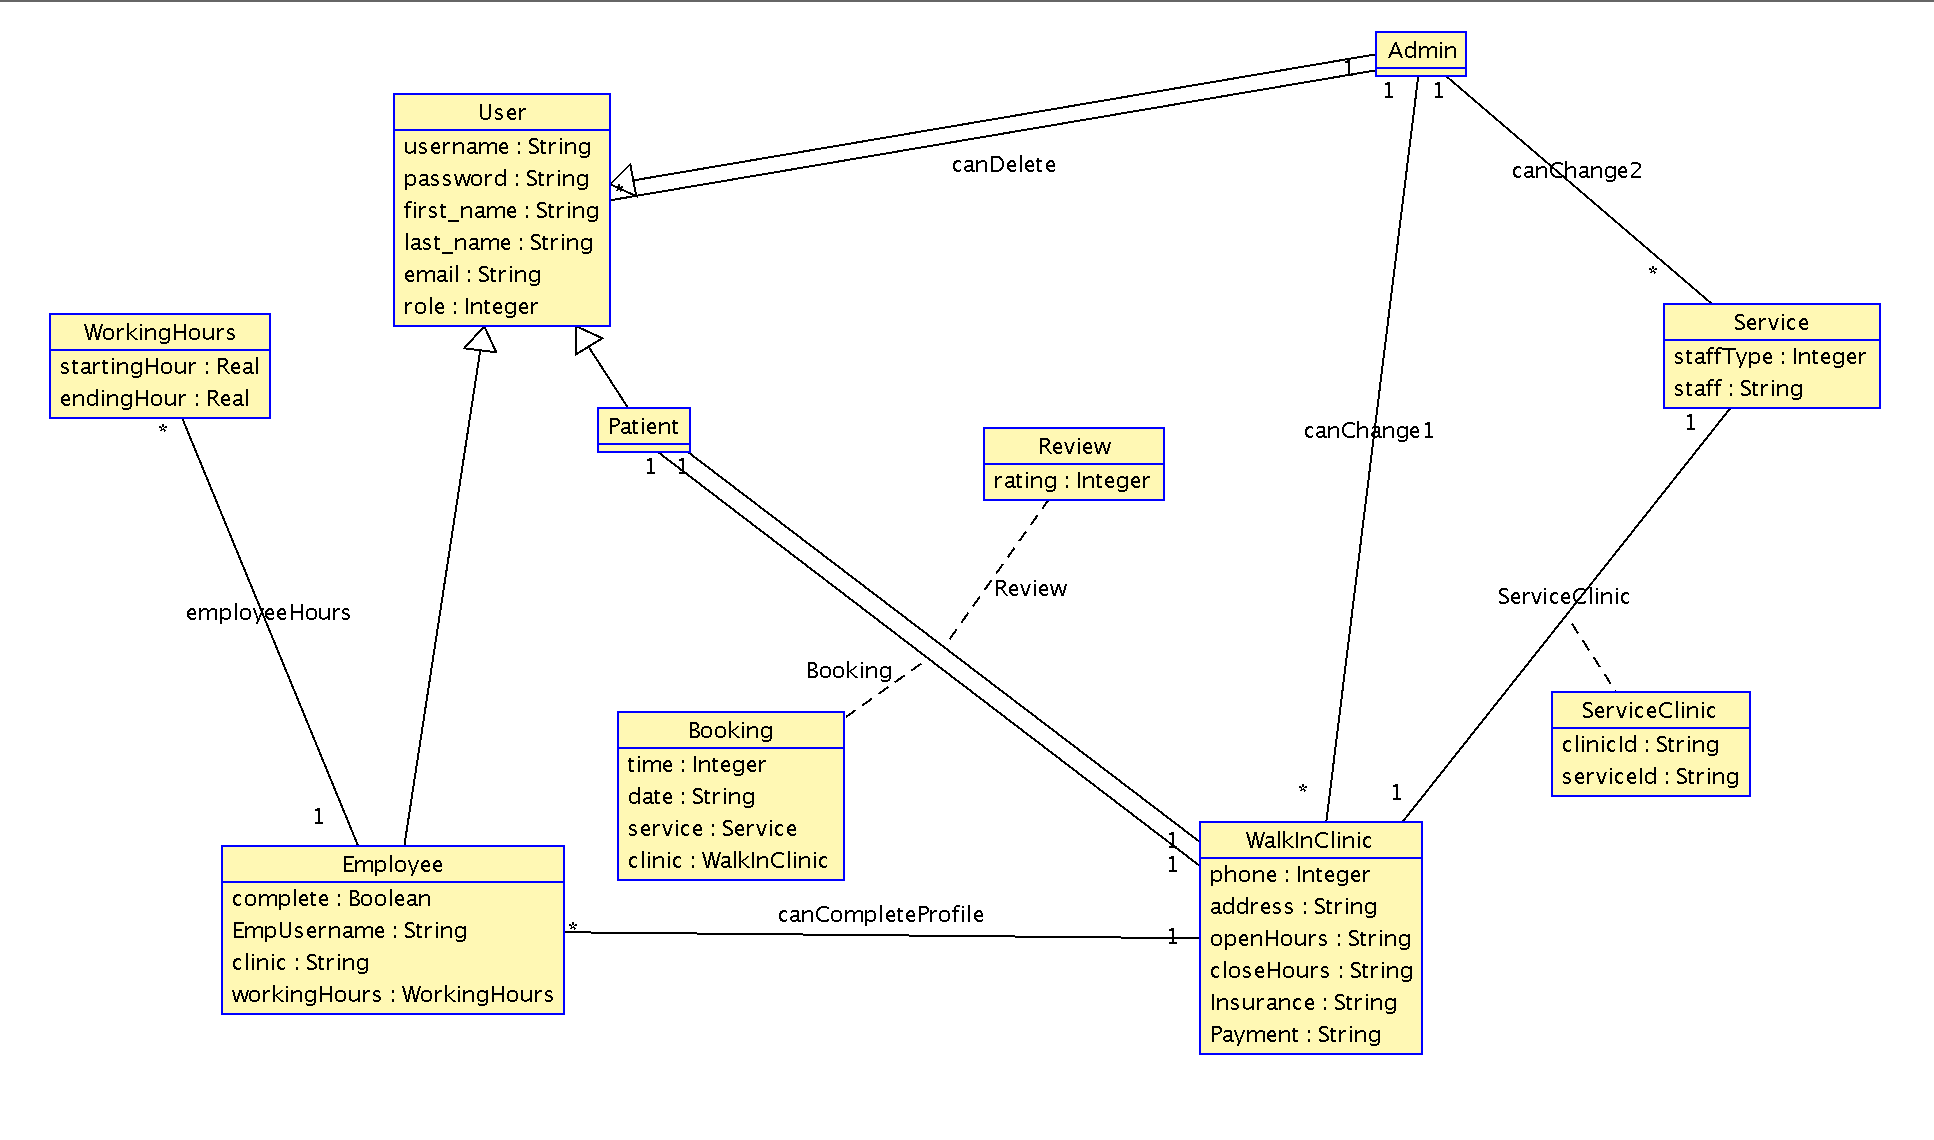 Admin
1
1
1
User
username : String
password : String
first_name : String
last_name : String
email : String
role : Integer
canDelete
*
canChange2
*
WorkingHours
startingHour : Real
endingHour : Real
*
Service
staffType : Integer
staff : String
1
Patient
1
1
Review
rating : Integer
canChange1
Review
employeeHours
ServiceClinic
Booking
Booking
time : Integer
date : String
service : Service
clinic : WalkInClinic
ServiceClinic
clinicId : String
serviceId : String
*
1
1
Employee
complete : Boolean
EmpUsername : String
clinic : String
workingHours : WorkingHours
1
1
WalkInClinic
phone : Integer
address : String
openHours : String
closeHours : String
Insurance : String
Payment : String
canCompleteProfile
*
1